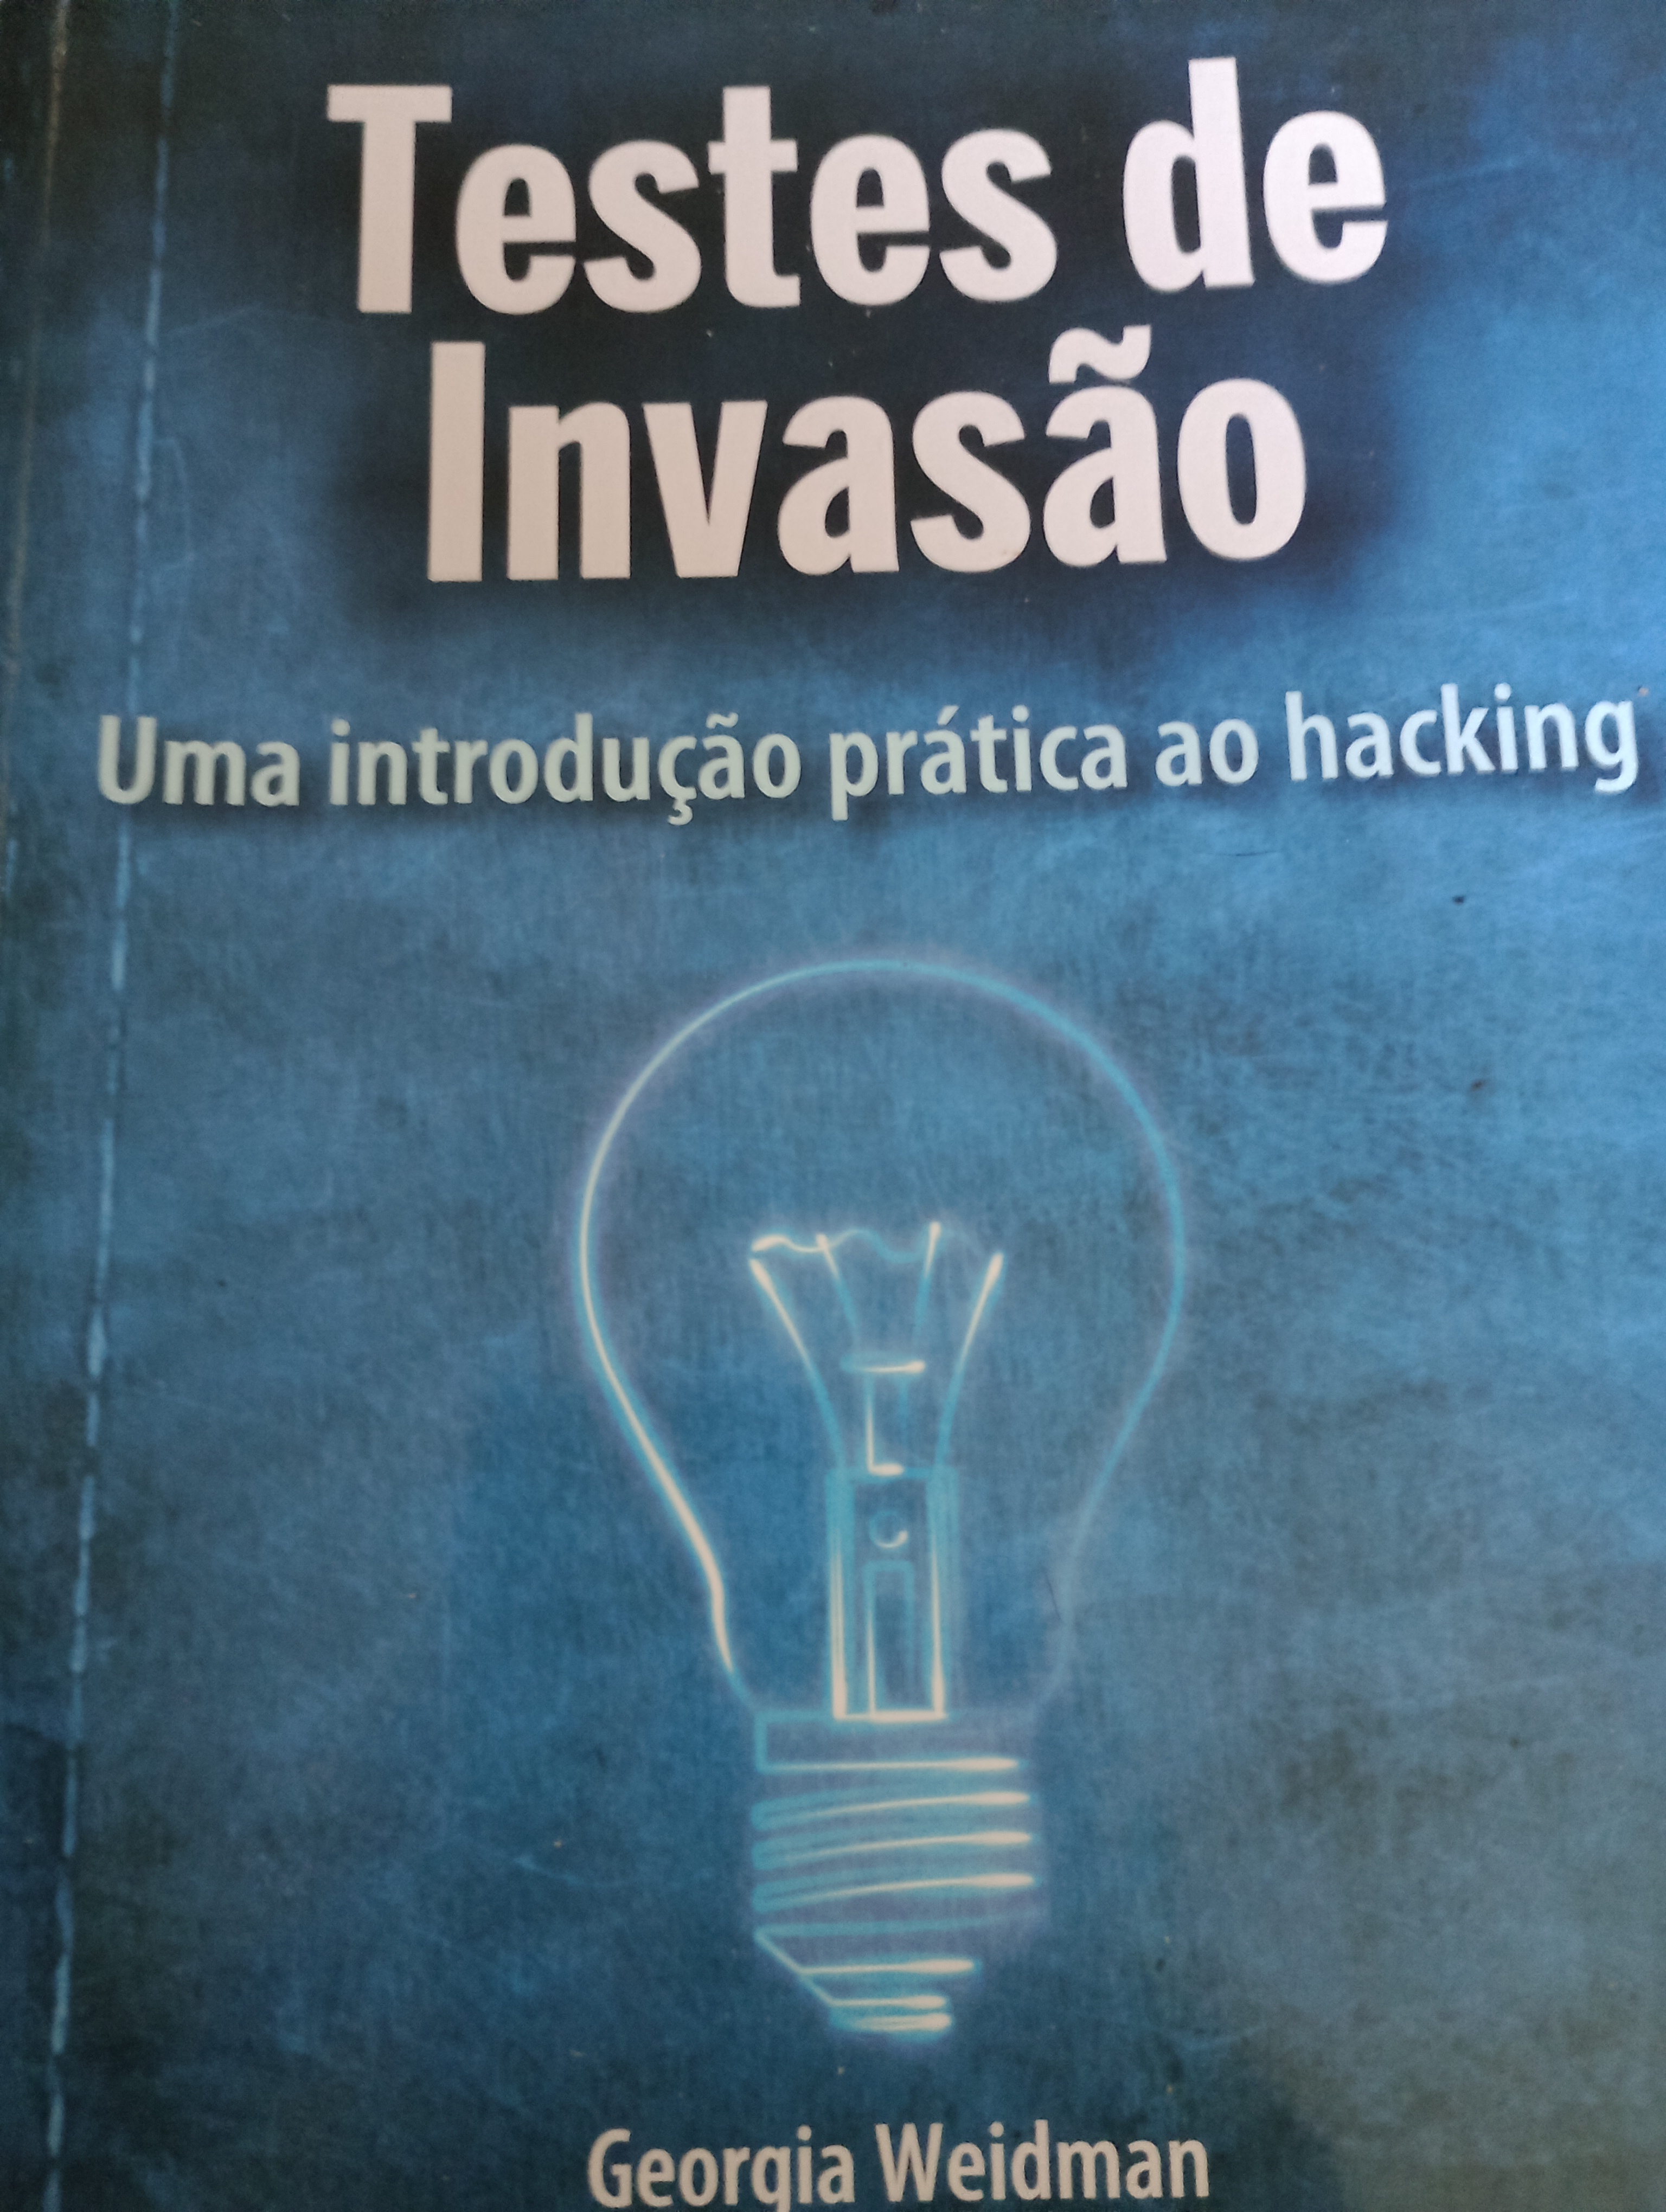 Testes de
Invasão
Uma introdução prática ao hacking
Georgia Weidman